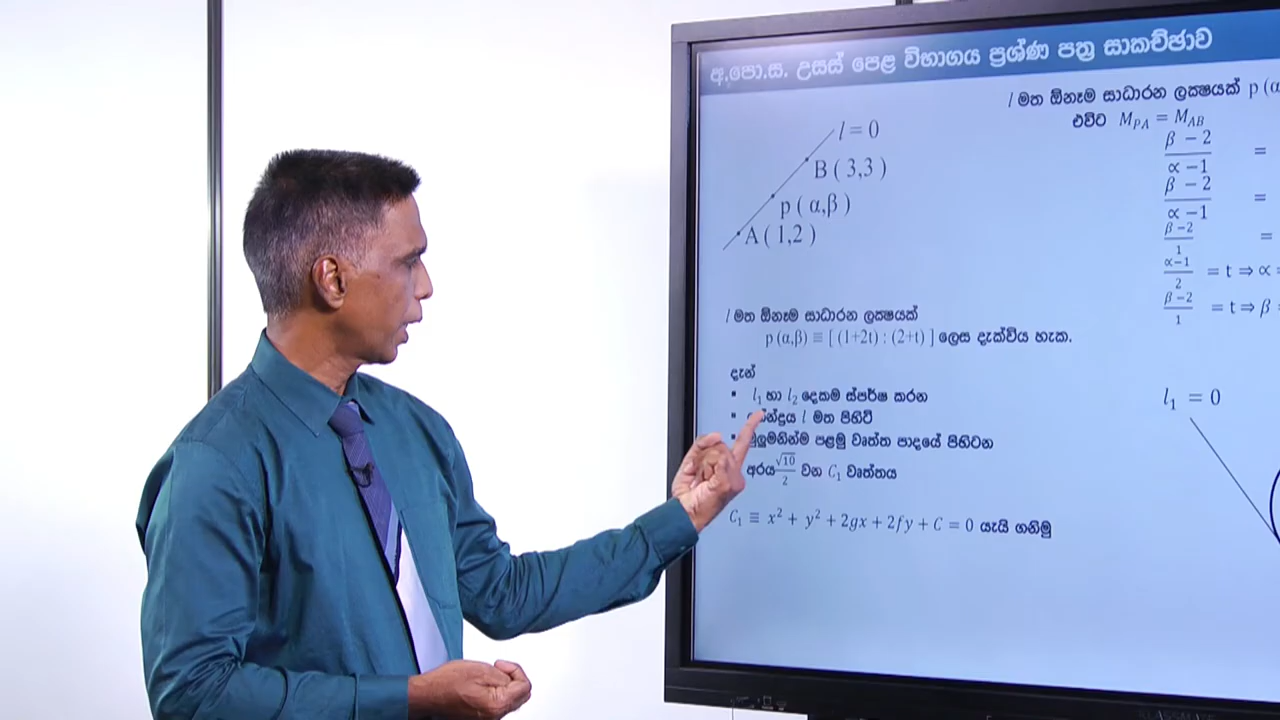 අ.පො.ස. උසස් පෙළ විභාගය ප්‍රශ්ණ පත්‍ර සාකච්ඡාව
l = 0
B ( 3,3 )
p ( α,β )
A ( 1,2 )
l මත ඕනෑම සාධාරන ලක්‍ෂයක්
p (α,β) ≡ [ (1+2t) ; (2+t) ] ලෙස දැක්විය හැක.
දැන්
▪ l₁ හා l₂ දෙකම ස්පර්ෂ කරන
▪ l මත පිහිටි
▪ පළමු වෘත්ත පාදයේ පිහිටන
අරය √10/2 වන C₁ වෘත්තය
C₁ ≡ x² + y² + 2gx + 2fy + C = 0 යැයි ගනිමු
l මත ඕනෑම සාධාරන ලක්‍ෂයක් p (α
එවිට M_PA = M_AB
(β − 2)/(α −1) =
(β − 2)/(α −1) =
(β −2)/1 =
(α−1)/2 = t ⇒ α =
(β −2)/1 = t ⇒ β =
l₁ = 0